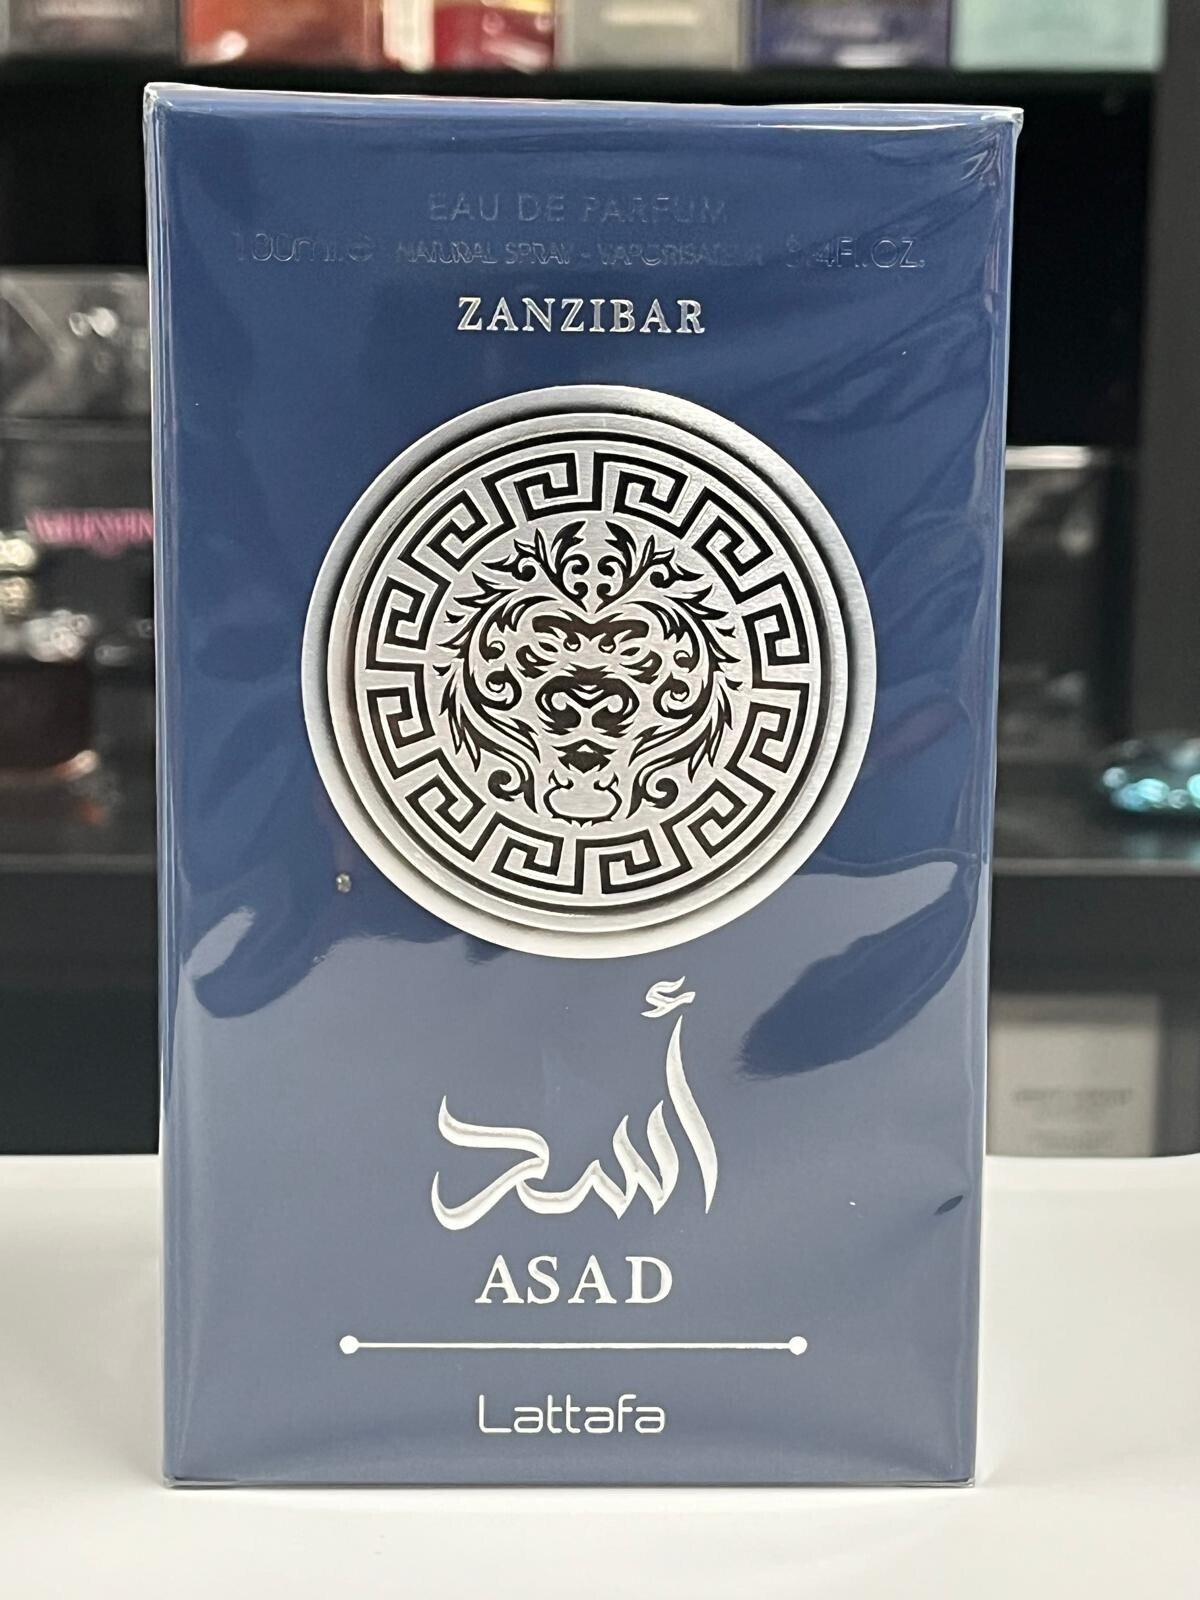 EAU DE PARFUM
100ml.℮ NATURAL SPRAY - VAPORISATEUR 3.4Fl.OZ.
ZANZIBAR
أسد
ASAD
Lattafa